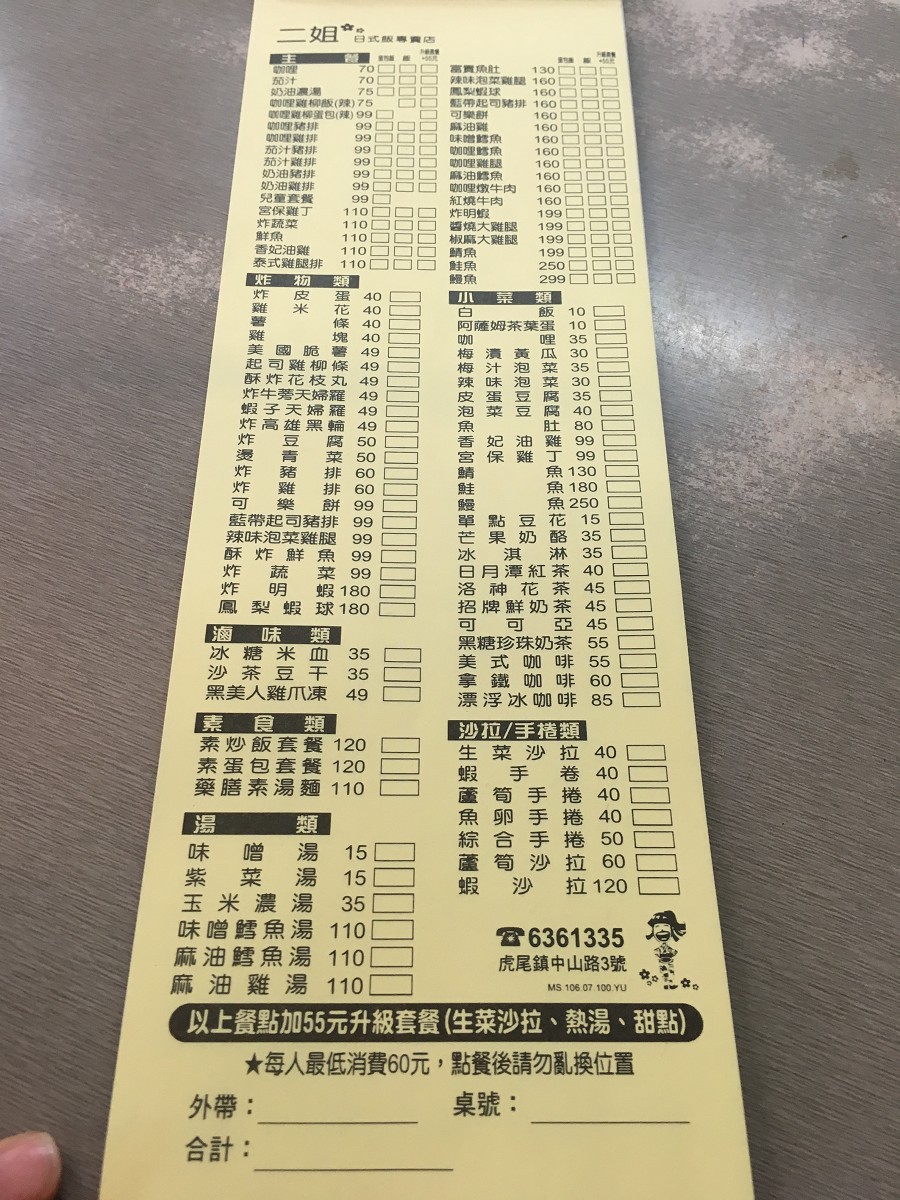 二姐 日式飯專賣店
主餐 蛋包飯 飯 升級套餐+55元
咖哩 70
茄汁 70
奶油濃湯 75
咖哩雞柳飯(辣) 75
咖哩雞柳蛋包(辣) 99
咖哩豬排 99
咖哩雞排 99
茄汁豬排 99
茄汁雞排 99
奶油豬排 99
奶油雞排 99
兒童套餐 99
宮保雞丁 110
炸蔬菜 110
鮮魚 110
香妃油雞 110
泰式雞腿排 110
炸物類
炸皮蛋 40
雞米花 40
薯條 40
雞塊 40
美國脆薯 49
起司雞柳條 49
酥炸花枝丸 49
炸牛蒡天婦羅 49
蝦子天婦羅 49
炸高雄黑輪 49
炸豆腐 50
燙青菜 50
炸豬排 60
炸雞排 60
可樂餅 99
藍帶起司豬排 99
辣味泡菜雞腿 99
酥炸鮮魚 99
炸蔬菜 99
炸明蝦 180
鳳梨蝦球 180
滷味類
冰糖米血 35
沙茶豆干 35
黑美人雞爪凍 49
素食類
素炒飯套餐 120
素蛋包套餐 120
藥膳素湯麵 110
湯類
味噌湯 15
紫菜湯 15
玉米濃湯 35
味噌鱈魚湯 110
麻油鱈魚湯 110
麻油雞湯 110
蛋包飯 飯 升級套餐+55元
富貴魚肚 130
辣味泡菜雞腿 160
鳳梨蝦球 160
藍帶起司豬排 160
可樂餅 160
麻油雞 160
味噌鱈魚 160
咖哩鱈魚 160
咖哩雞腿 160
麻油鱈魚 160
咖哩燉牛肉 160
紅燒牛肉 160
炸明蝦 199
醬燒大雞腿 199
椒麻大雞腿 199
鯖魚 199
鮭魚 250
鰻魚 299
小菜類
白飯 10
阿薩姆茶葉蛋 10
咖哩 35
梅漬黃瓜 30
梅汁泡菜 35
辣味泡菜 30
皮蛋豆腐 35
泡菜豆腐 40
魚肚 80
香妃油雞 99
宮保雞丁 99
鯖魚 130
鮭魚 180
鰻魚 250
單點豆花 15
芒果奶酪 35
冰淇淋 35
日月潭紅茶 40
洛神花茶 45
招牌鮮奶茶 45
可可亞 45
黑糖珍珠奶茶 55
美式咖啡 55
拿鐵咖啡 60
漂浮冰咖啡 85
沙拉/手捲類
生菜沙拉 40
蝦手卷 40
蘆筍手捲 40
魚卵手捲 40
綜合手捲 50
蘆筍沙拉 60
蝦沙拉 120
☎6361335
虎尾鎮中山路3號
MS.106.07.100.YU
以上餐點加55元升級套餐(生菜沙拉、熱湯、甜點)
★每人最低消費60元，點餐後請勿亂換位置
外帶： 桌號：
合計：